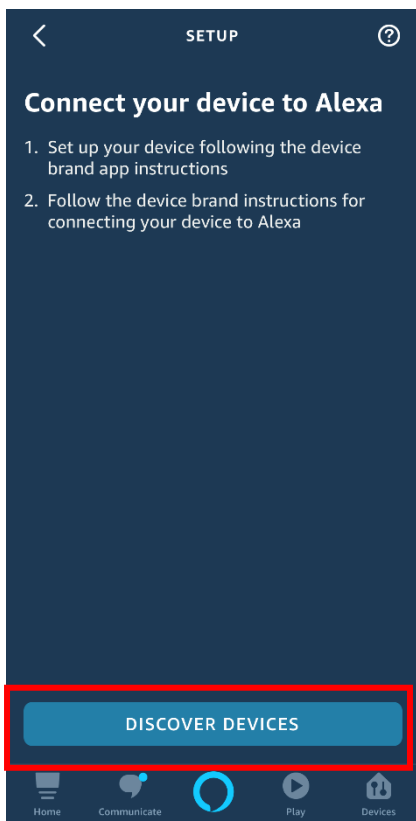 SETUP
Connect your device to Alexa
1. Set up your device following the device
brand app instructions
2. Follow the device brand instructions for
connecting your device to Alexa
DISCOVER DEVICES
Home Communicate Play Devices